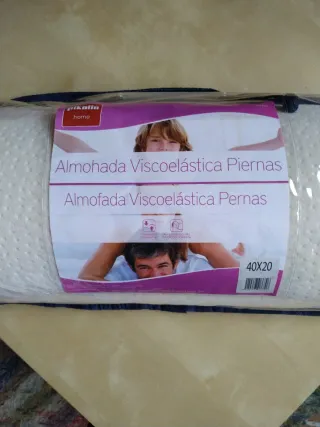 pikolin
home
Almohada Viscoelástica Piernas
Almofada Viscoelástica Pernas
40X20